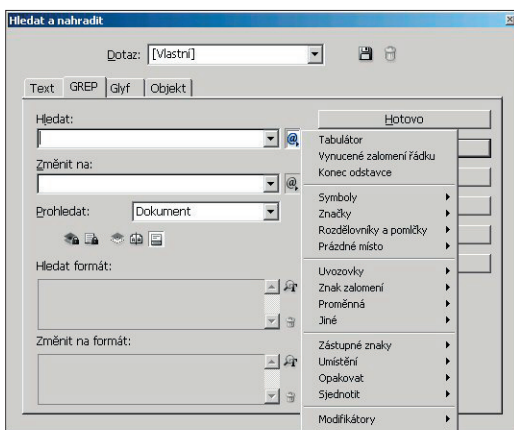 Hledat a nahradit
Dotaz: [Vlastní]
Text GREP Glyf Objekt
Hledat:
Hotovo
Tabulátor
Vynucené zalomení řádku
Konec odstavce
Symboly
Značky
Rozdělovníky a pomlčky
Prázdné místo
Uvozovky
Znak zalomení
Proměnná
Jiné
Zástupné znaky
Umístění
Opakovat
Sjednotit
Modifikátory
Změnit na:
Prohledat: Dokument
Hledat formát:
Změnit na formát: